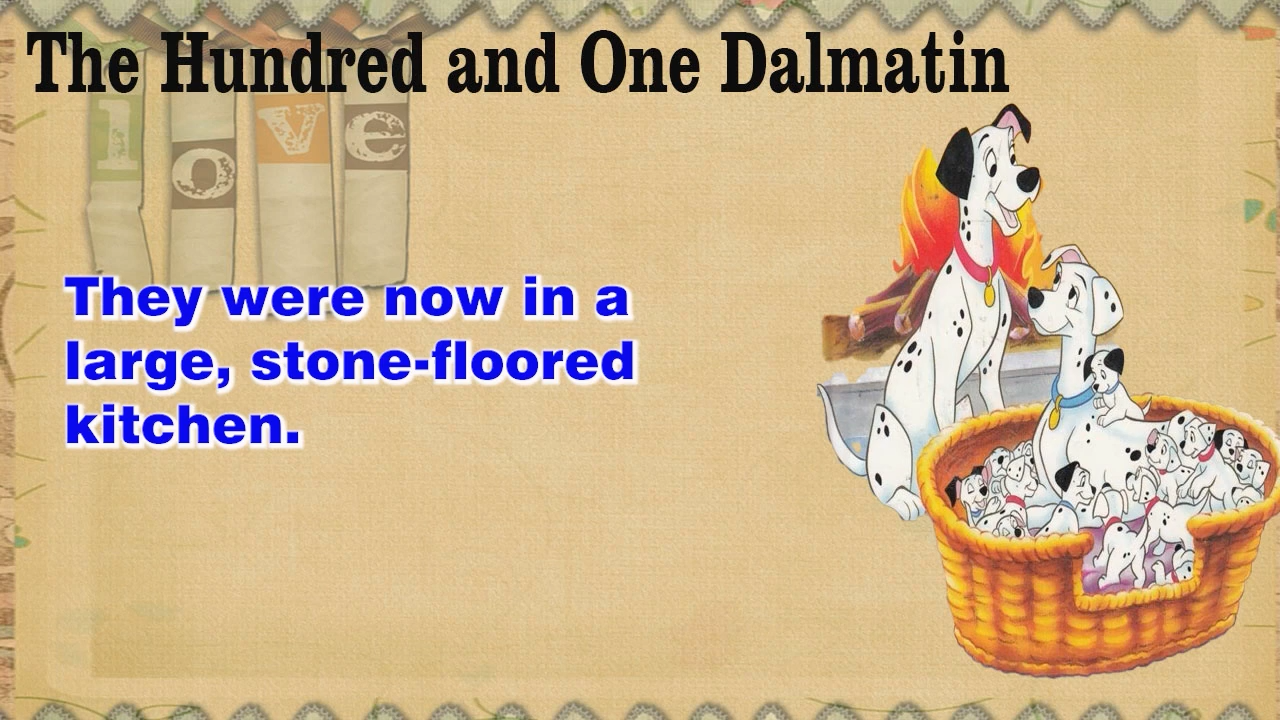 The Hundred and One Dalmatin
love
They were now in a
large, stone-floored
kitchen.